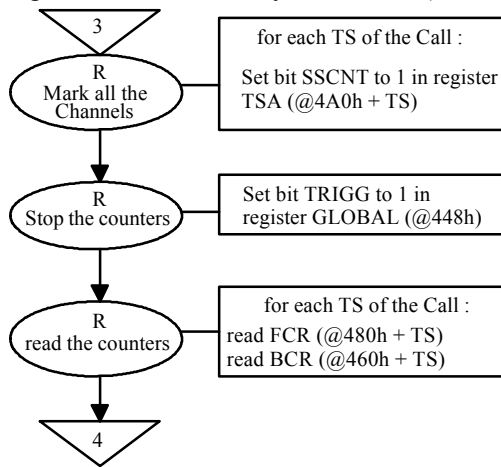 3
for each TS of the Call :
Set bit SSCNT to 1 in register
TSA (@4A0h + TS)
R
Mark all the
Channels
R
Stop the counters
Set bit TRIGG to 1 in
register GLOBAL (@448h)
R
read the counters
for each TS of the Call :
read FCR (@480h + TS)
read BCR (@460h + TS)
4